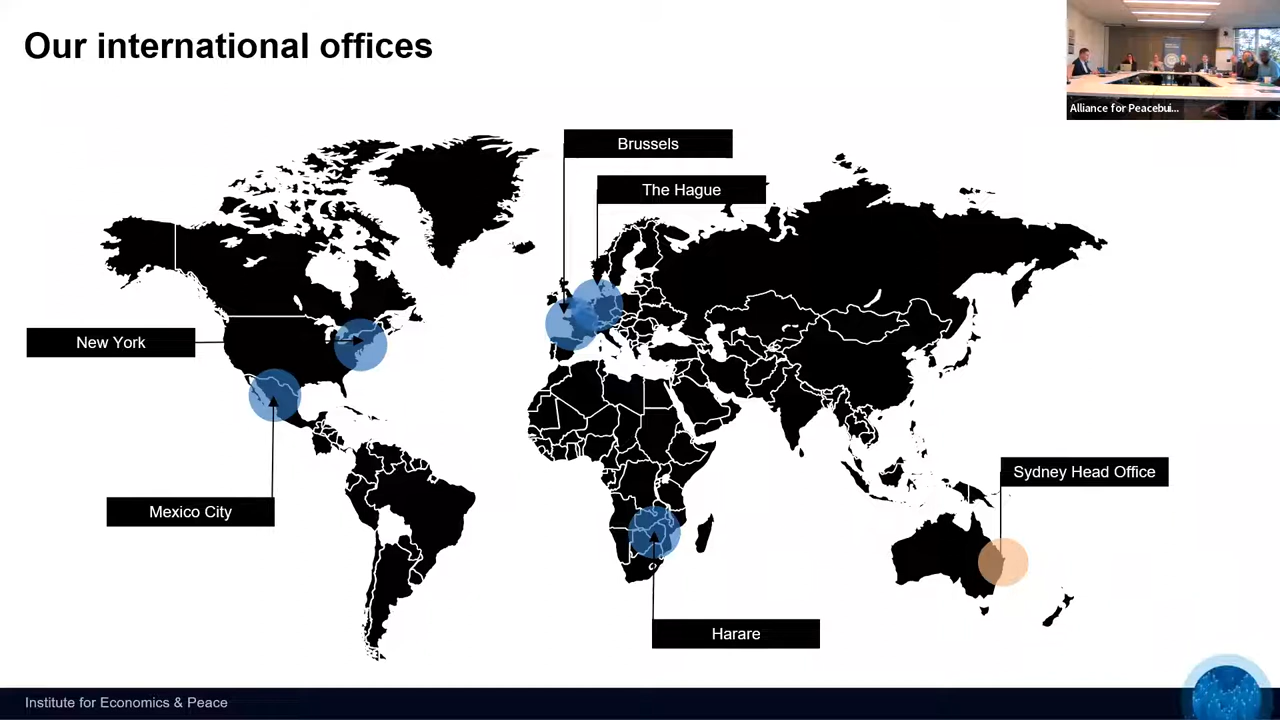 Our international offices
Alliance for Peacebui...
Brussels
The Hague
New York
Sydney Head Office
Mexico City
Harare
Institute for Economics & Peace